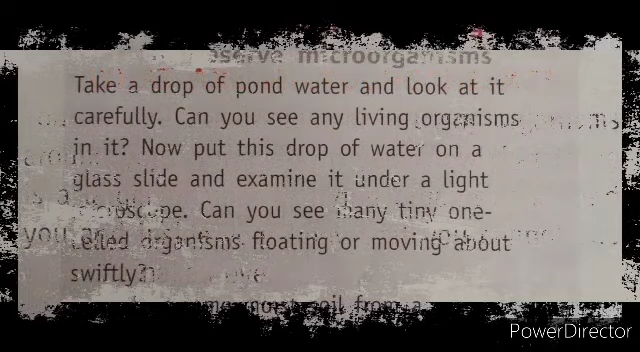 microorganisms
Take a drop of pond water and look at it
carefully. Can you see any living organisms
in it? Now put this drop of water on a
glass slide and examine it under a light
microscope. Can you see many tiny one-
celled organisms floating or moving about
swiftly?
soil from a
PowerDirector